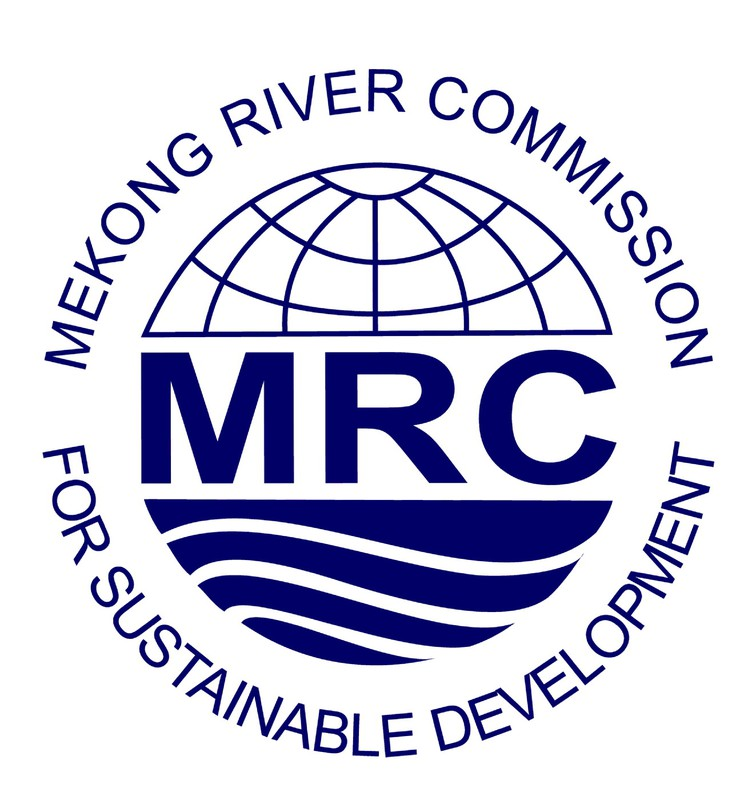 MEKONG RIVER COMMISSION
MRC
FOR SUSTAINABLE DEVELOPMENT